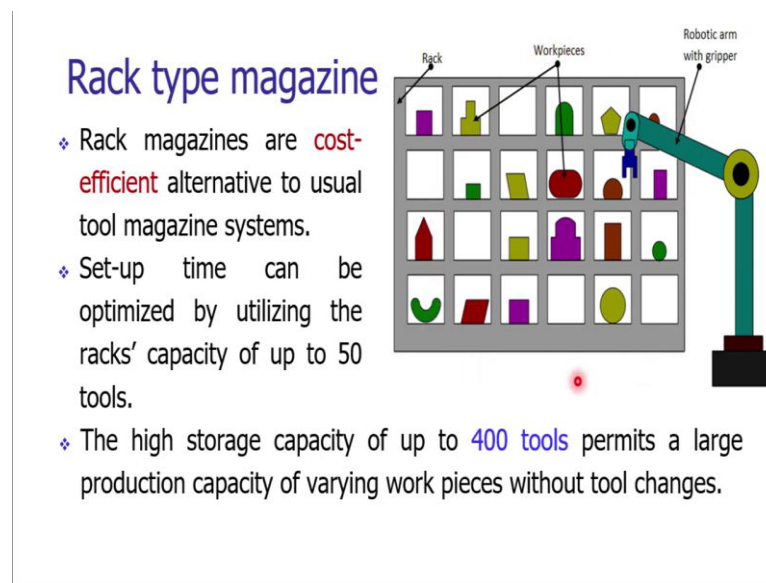 Rack type magazine
Rack
Workpieces
Robotic arm
with gripper
❖ Rack magazines are cost-
efficient alternative to usual
tool magazine systems.
❖ Set-up time can be
optimized by utilizing the
racks' capacity of up to 50
tools.
❖ The high storage capacity of up to 400 tools permits a large
production capacity of varying work pieces without tool changes.